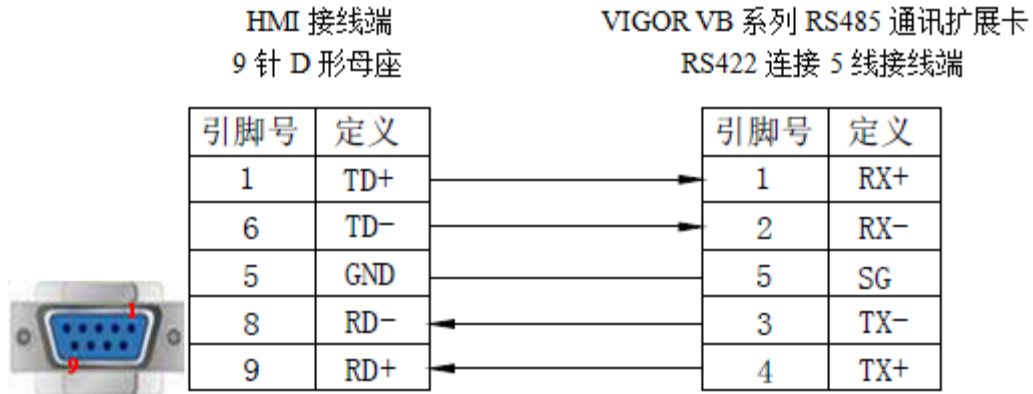 HMI 接线端
9 针 D 形母座
VIGOR VB 系列 RS485 通讯扩展卡
RS422 连接 5 线接线端
引脚号 定义 引脚号 定义
1 TD+ 1 RX+
6 TD- 2 RX-
5 GND 5 SG
8 RD- 3 TX-
9 RD+ 4 TX+
1
9